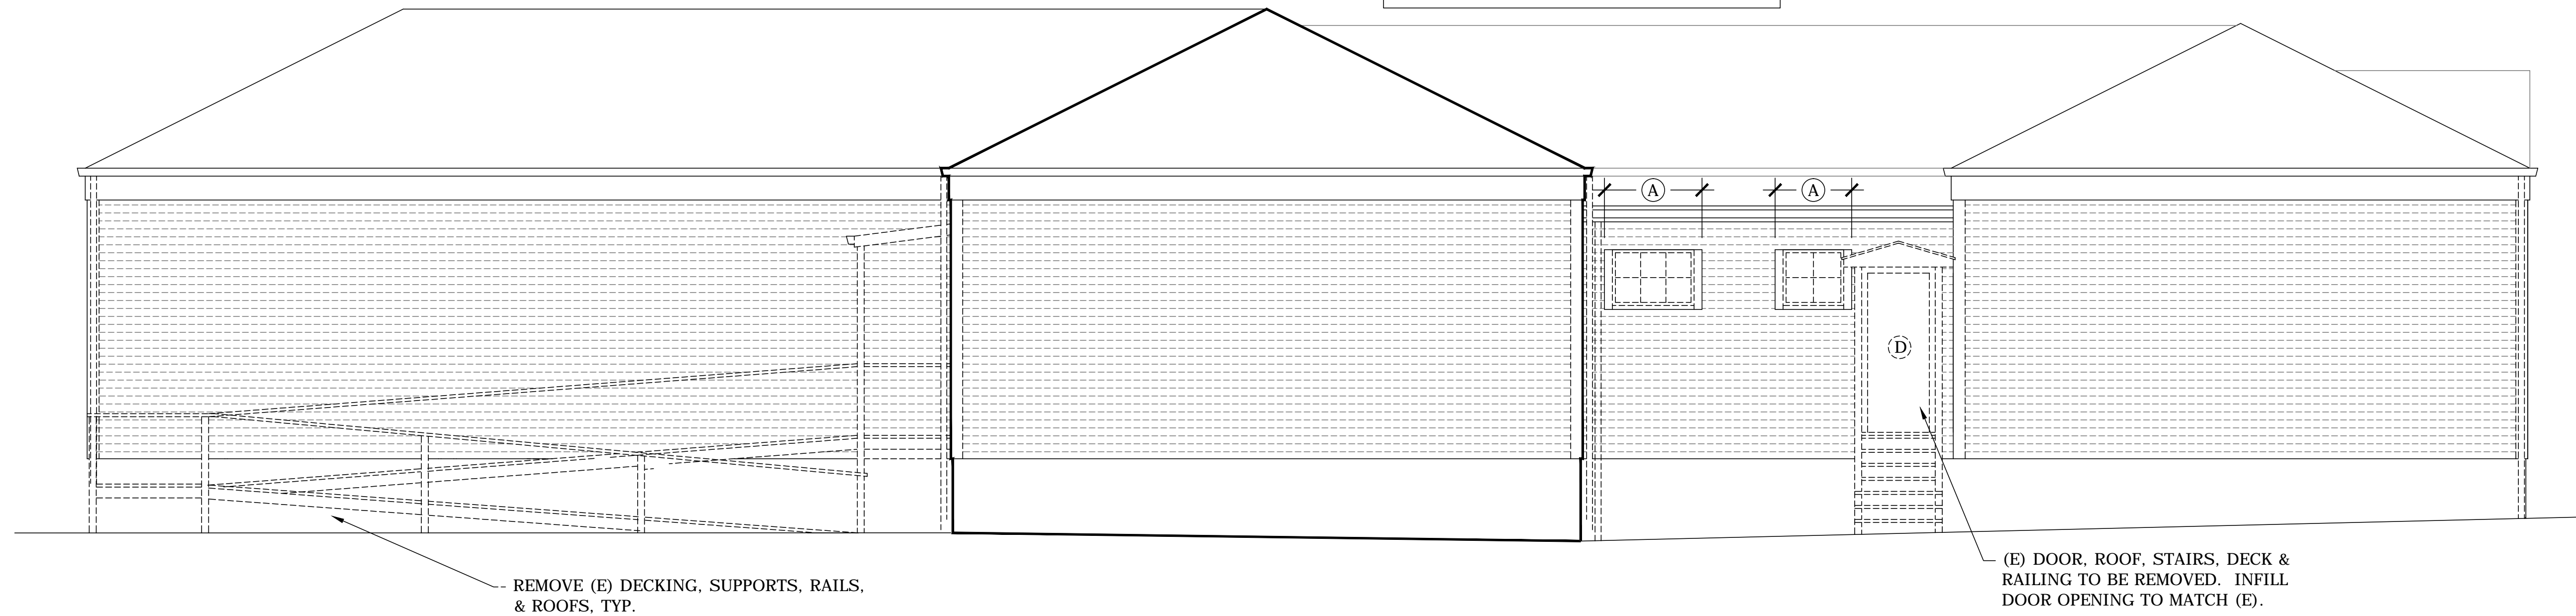 A A
D
(E) DOOR, ROOF, STAIRS, DECK &
RAILING TO BE REMOVED. INFILL
DOOR OPENING TO MATCH (E).
REMOVE (E) DECKING, SUPPORTS, RAILS,
& ROOFS, TYP.